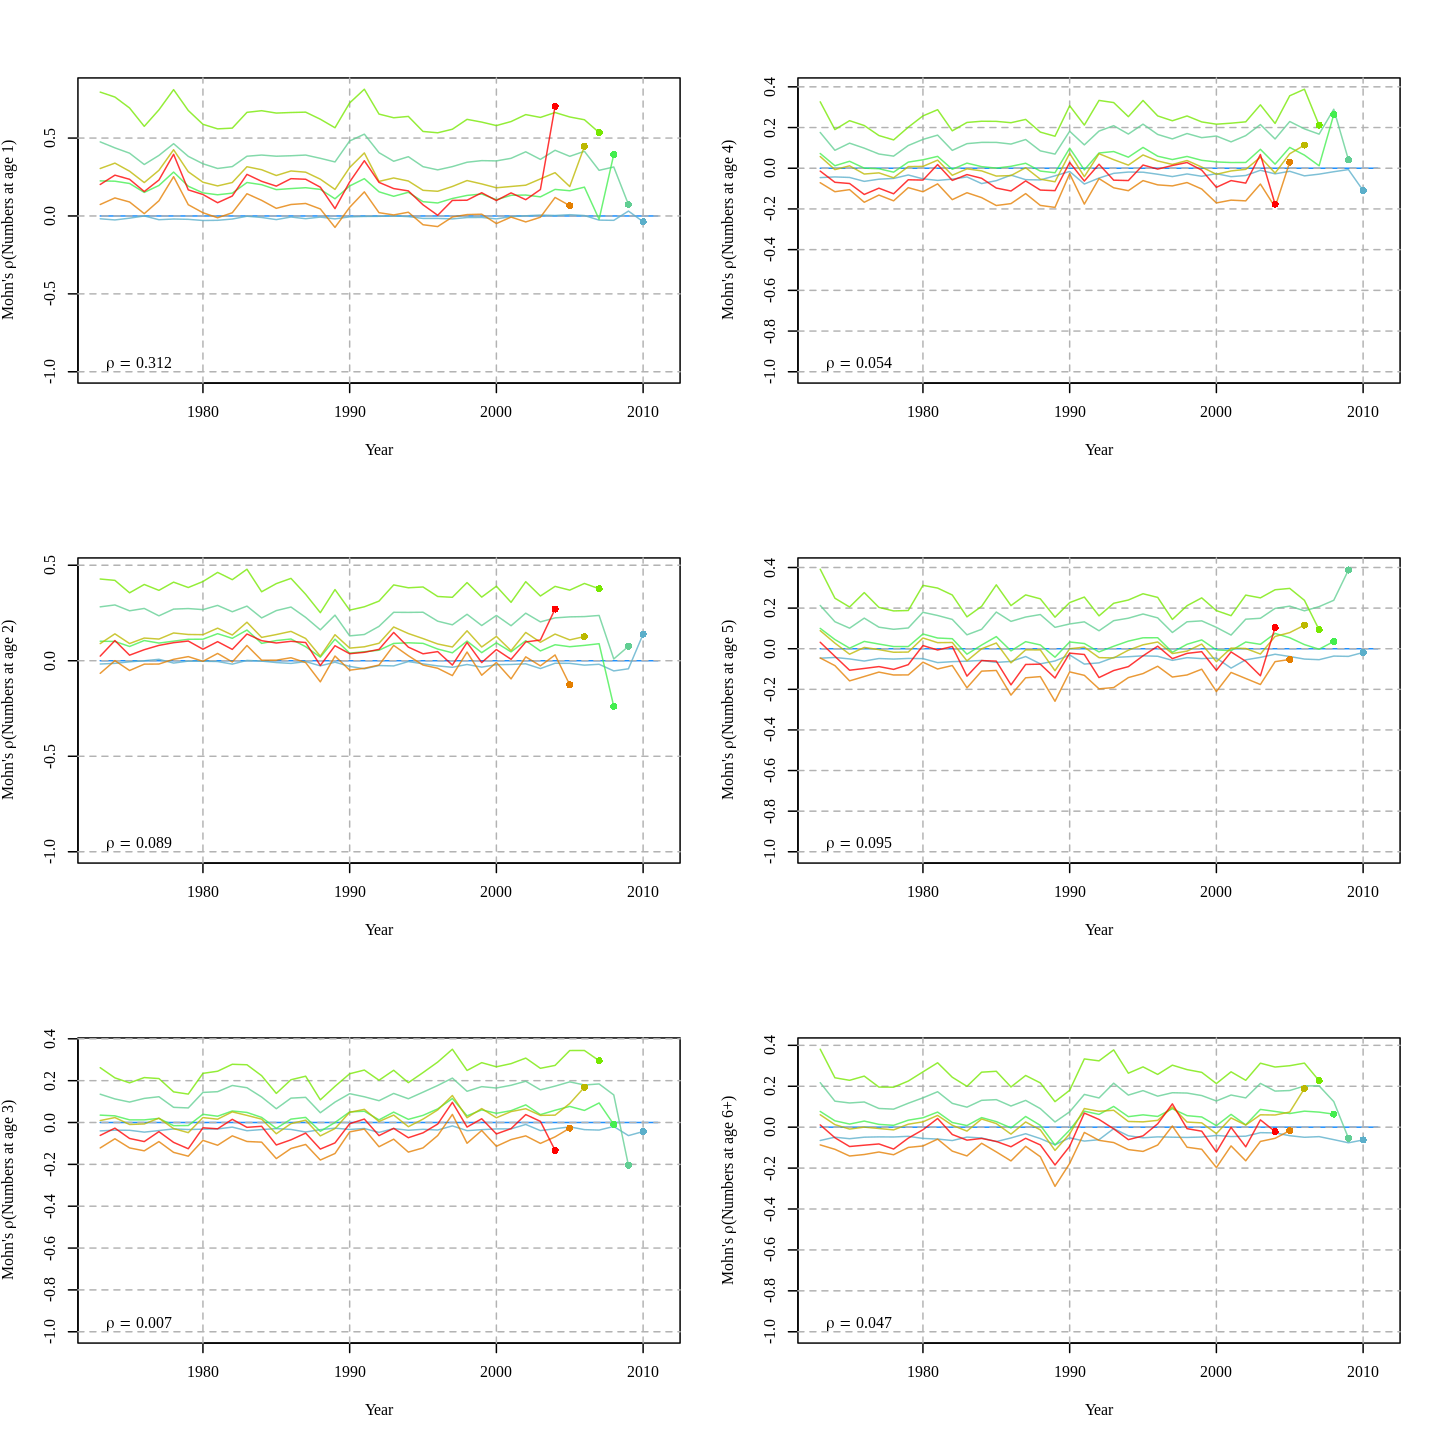 Mohn's ρ(Numbers at age 1)
0.5
0.0
-0.5
-1.0
ρ = 0.312
1980 1990 2000 2010
Year
Mohn's ρ(Numbers at age 4)
0.4
0.2
0.0
-0.2
-0.4
-0.6
-0.8
-1.0
ρ = 0.054
1980 1990 2000 2010
Year
Mohn's ρ(Numbers at age 2)
0.5
0.0
-0.5
-1.0
ρ = 0.089
1980 1990 2000 2010
Year
Mohn's ρ(Numbers at age 5)
0.4
0.2
0.0
-0.2
-0.4
-0.6
-0.8
-1.0
ρ = 0.095
1980 1990 2000 2010
Year
Mohn's ρ(Numbers at age 3)
0.4
0.2
0.0
-0.2
-0.4
-0.6
-0.8
-1.0
ρ = 0.007
1980 1990 2000 2010
Year
Mohn's ρ(Numbers at age 6+)
0.4
0.2
0.0
-0.2
-0.4
-0.6
-0.8
-1.0
ρ = 0.047
1980 1990 2000 2010
Year